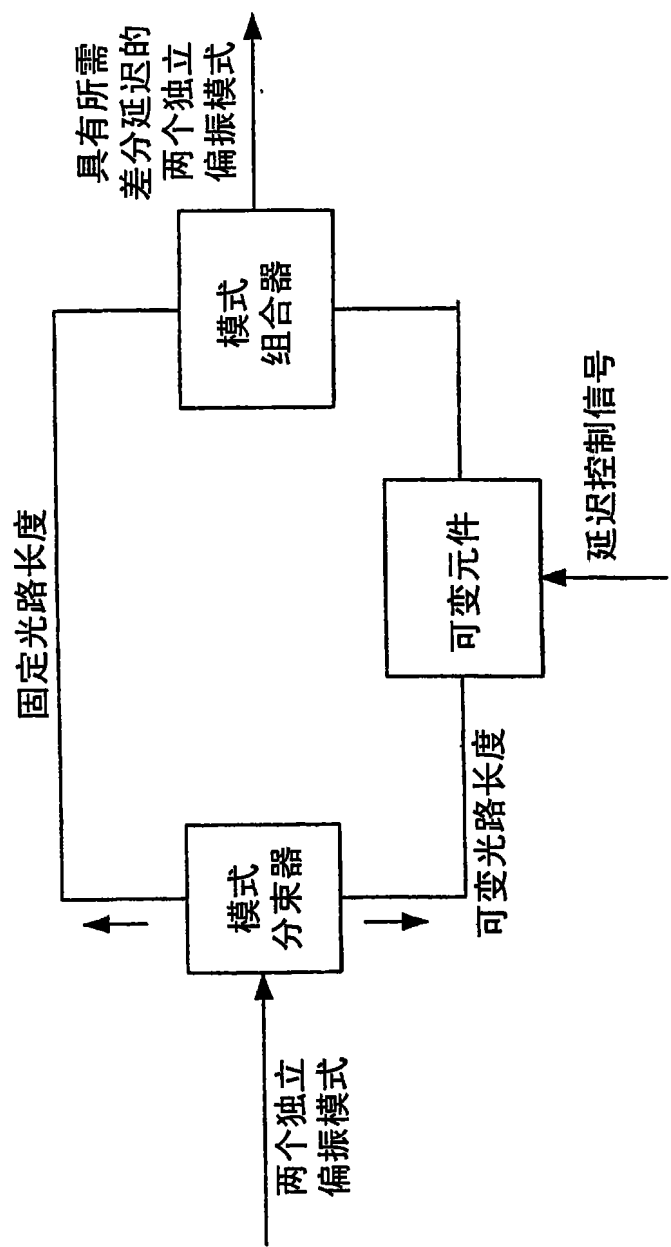 两个独立
偏振模式
模式
分束器
固定光路长度
可变光路长度
可变元件
延迟控制信号
模式
组合器
具有所需
差分延迟的
两个独立
偏振模式